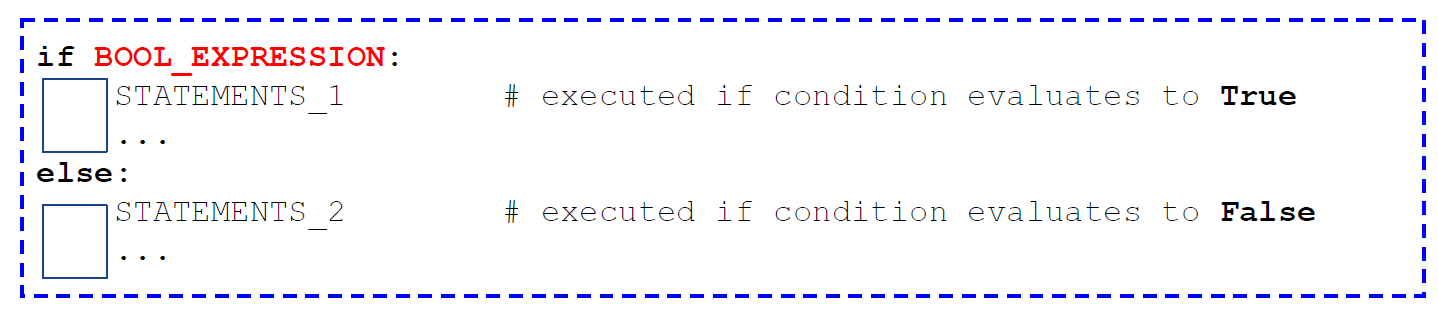 if BOOL_EXPRESSION:
STATEMENTS_1 # executed if condition evaluates to True
...
else:
STATEMENTS_2 # executed if condition evaluates to False
...